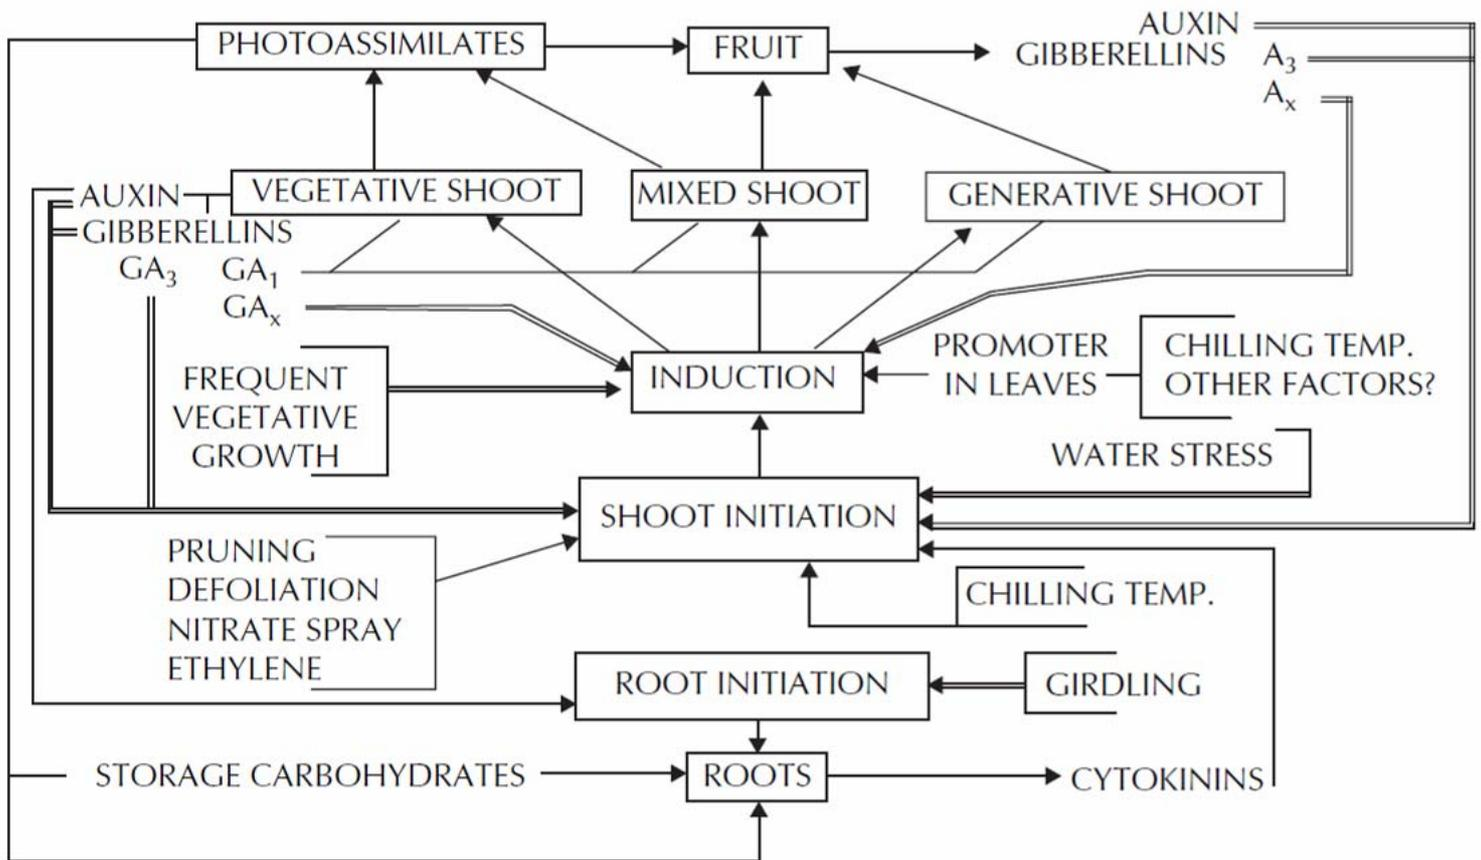 PHOTOASSIMILATES
FRUIT
AUXIN
GIBBERELLINS A₃
Aₓ
AUXIN
VEGETATIVE SHOOT
MIXED SHOOT
GENERATIVE SHOOT
GIBBERELLINS
GA₃ GA₁
GAₓ
FREQUENT
VEGETATIVE
GROWTH
INDUCTION
PROMOTER
IN LEAVES
CHILLING TEMP.
OTHER FACTORS?
WATER STRESS
SHOOT INITIATION
PRUNING
DEFOLIATION
NITRATE SPRAY
ETHYLENE
CHILLING TEMP.
ROOT INITIATION
GIRDLING
STORAGE CARBOHYDRATES
ROOTS
CYTOKININS